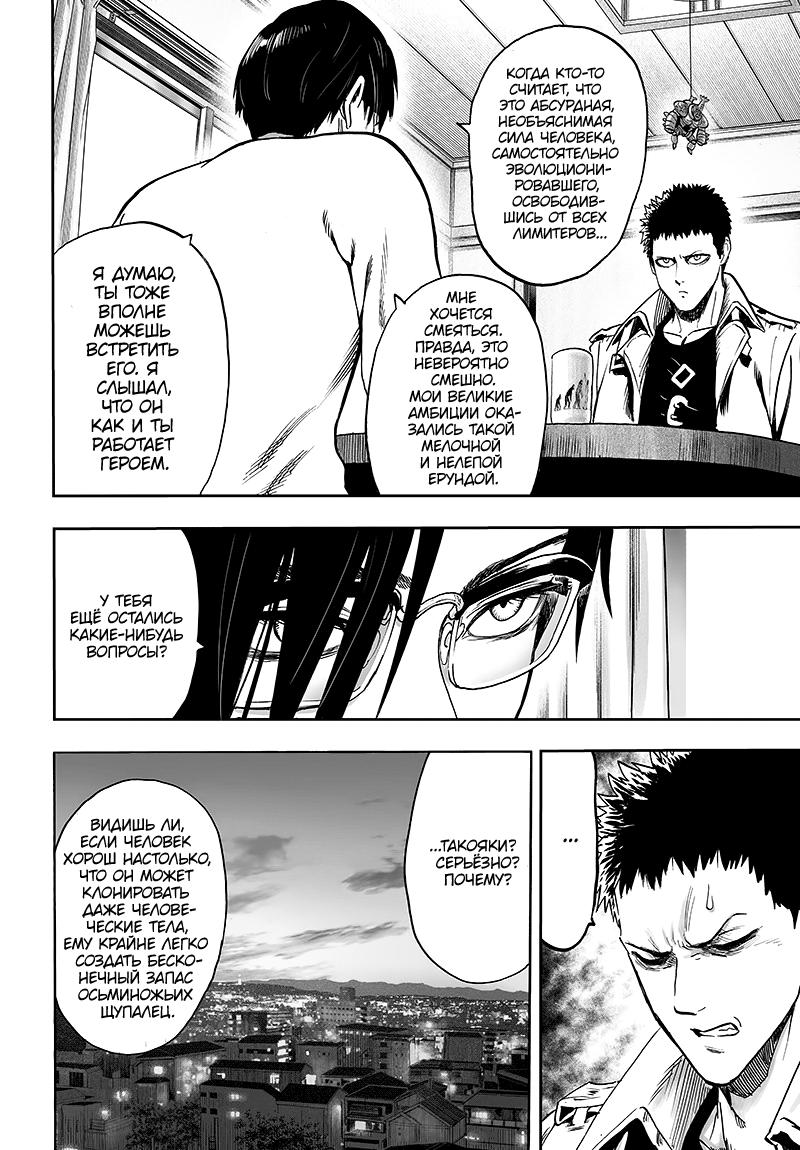 КОГДА КТО-ТО
СЧИТАЕТ, ЧТО
ЭТО АБСУРДНАЯ,
НЕОБЪЯСНИМАЯ
СИЛА ЧЕЛОВЕКА,
САМОСТОЯТЕЛЬНО
ЭВОЛЮЦИОНИ-
РОВАВШЕГО,
ОСВОБОДИВ-
ШИСЬ ОТ ВСЕХ
ЛИМИТЕРОВ...
МНЕ
ХОЧЕТСЯ
СМЕЯТЬСЯ.
ПРАВДА, ЭТО
НЕВЕРОЯТНО
СМЕШНО.
МОИ ВЕЛИКИЕ
АМБИЦИИ ОКА-
ЗАЛИСЬ ТАКОЙ
МЕЛОЧНОЙ
И НЕЛЕПОЙ
ЕРУНДОЙ.
Я ДУМАЮ,
ТЫ ТОЖЕ
ВПОЛНЕ
МОЖЕШЬ
ВСТРЕТИТЬ
ЕГО. Я
СЛЫШАЛ,
ЧТО ОН
КАК И ТЫ
РАБОТАЕТ
ГЕРОЕМ.
У ТЕБЯ
ЕЩЁ ОСТАЛИСЬ
КАКИЕ-НИБУДЬ
ВОПРОСЫ?
...
...ТАКОЯКИ?
СЕРЬЁЗНО?
ПОЧЕМУ?
ВИДИШЬ ЛИ,
ЕСЛИ ЧЕЛОВЕК
ХОРОШ НАСТОЛЬКО,
ЧТО ОН МОЖЕТ
КЛОНИРОВАТЬ
ДАЖЕ ЧЕЛОВЕ-
ЧЕСКИЕ ТЕЛА,
ЕМУ КРАЙНЕ ЛЕГКО
СОЗДАТЬ БЕСКО-
НЕЧНЫЙ ЗАПАС
ОСЬМИНОЖЬИХ
ЩУПАЛЕЦ.